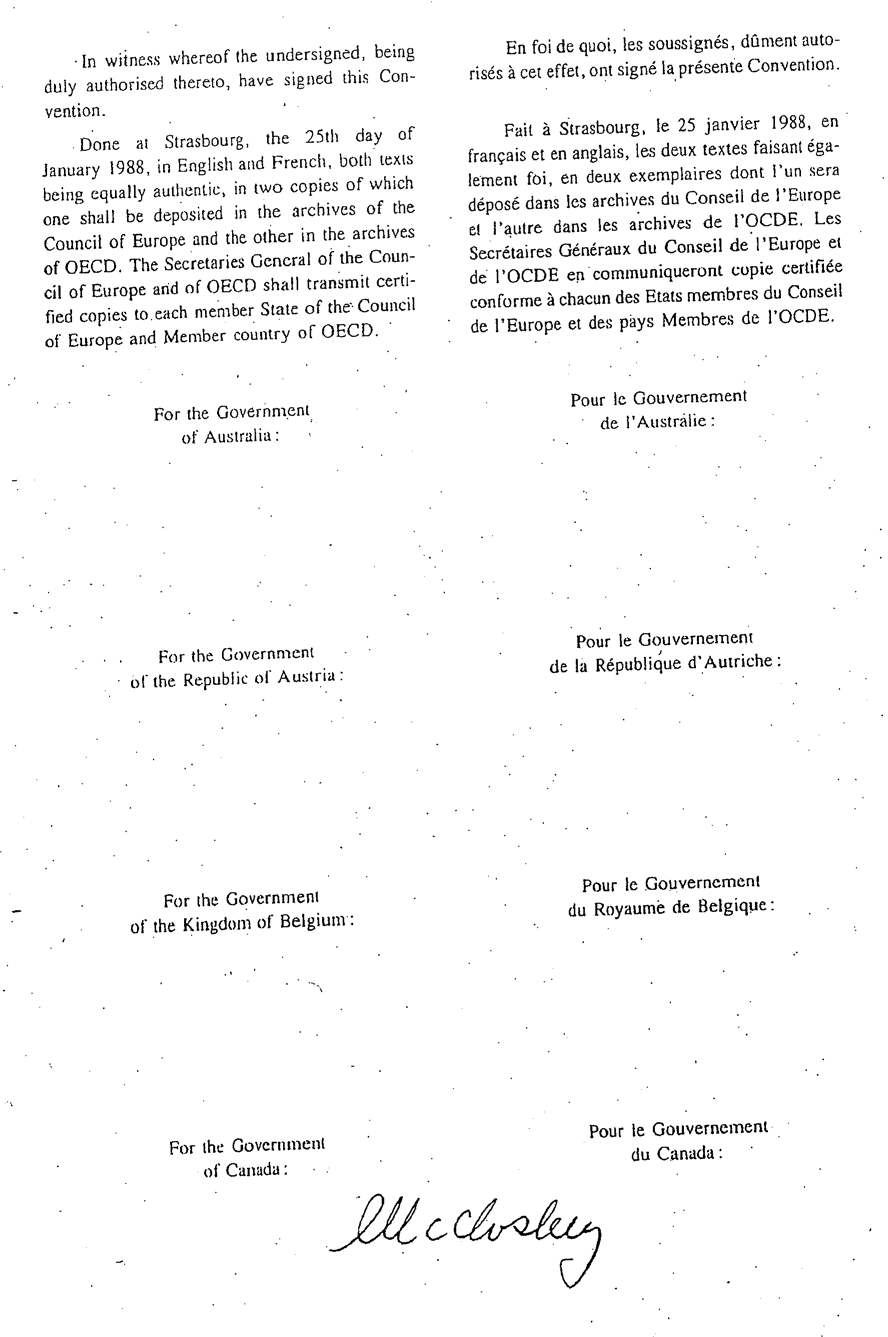 In witness whereof the undersigned, being
duly authorised thereto, have signed this Con-
vention.
Done at Strasbourg, the 25th day of
January 1988, in English and French, both texts
being equally authentic, in two copies of which
one shall be deposited in the archives of the
Council of Europe and the other in the archives
of OECD. The Secretaries General of the Coun-
cil of Europe and of OECD shall transmit certi-
fied copies to each member State of the Council
of Europe and Member country of OECD.
En foi de quoi, les soussignés, dûment auto-
risés à cet effet, ont signé la présente Convention.
Fait à Strasbourg, le 25 janvier 1988, en
français et en anglais, les deux textes faisant éga-
lement foi, en deux exemplaires dont l'un sera
déposé dans les archives du Conseil de l'Europe
et l'autre dans les archives de l'OCDE. Les
Secrétaires Généraux du Conseil de l'Europe et
de l'OCDE en communiqueront copie certifiée
conforme à chacun des Etats membres du Conseil
de l'Europe et des pays Membres de l'OCDE.
For the Government
of Australia :
Pour le Gouvernement
de l'Australie :
For the Government
of the Republic of Austria :
Pour le Gouvernement
de la République d'Autriche :
For the Government
of the Kingdom of Belgium :
Pour le Gouvernement
du Royaume de Belgique :
For the Government
of Canada :
Pour le Gouvernement
du Canada :